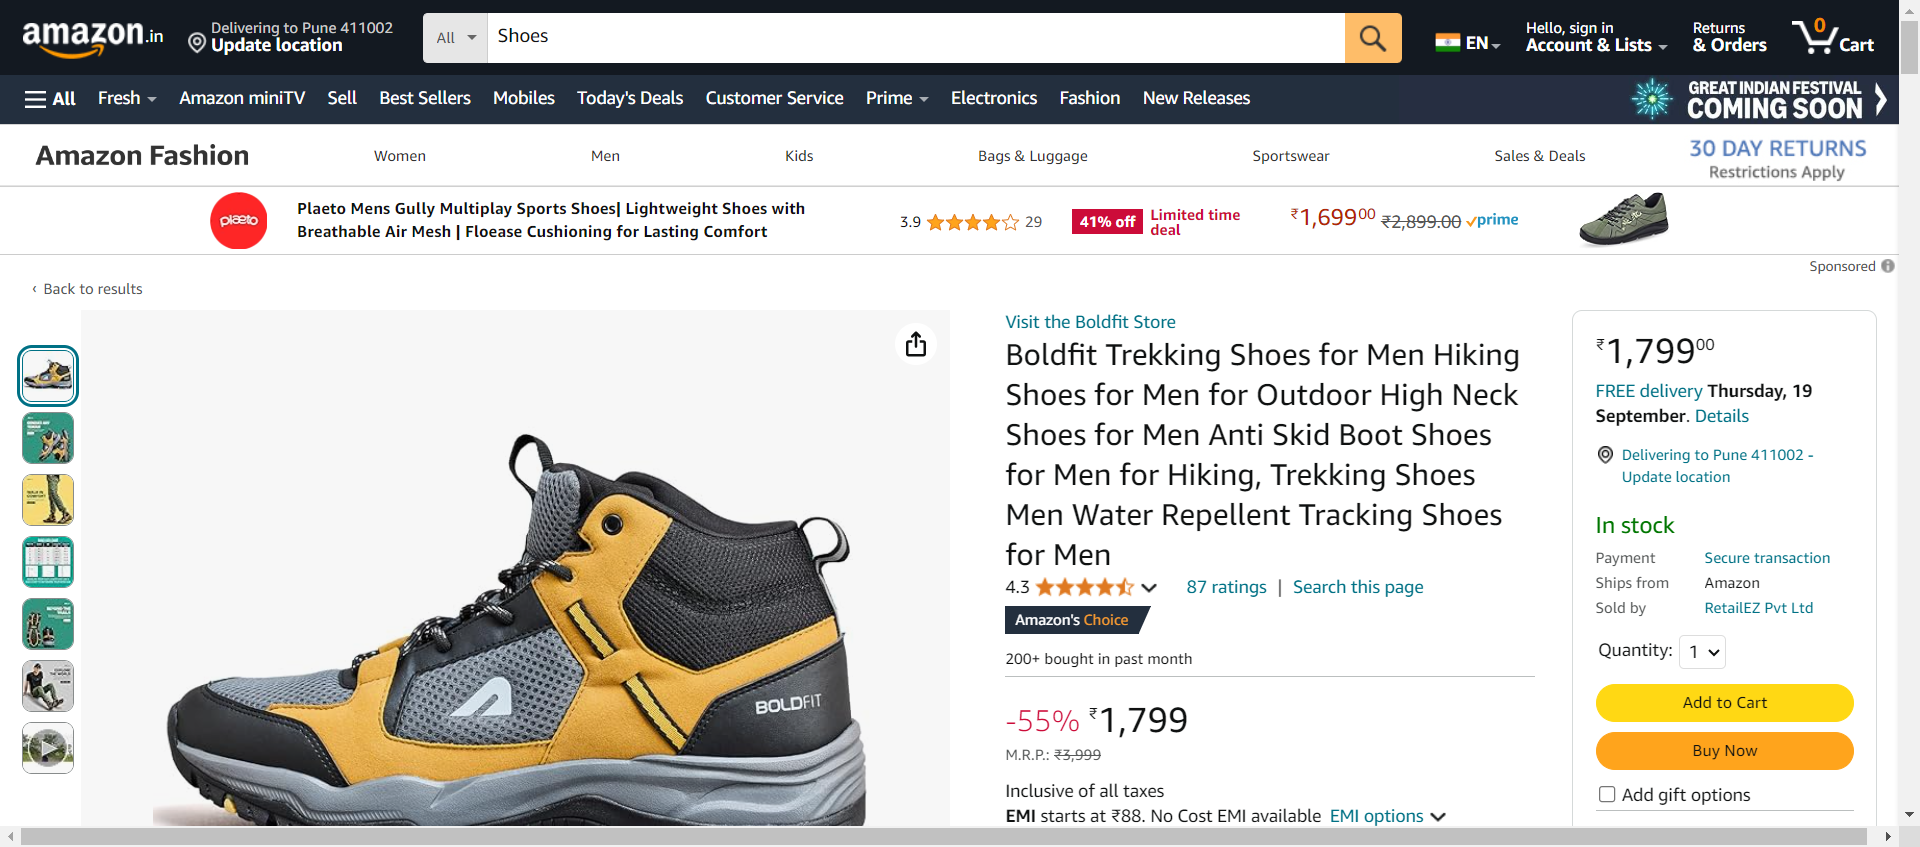 amazon.in
Delivering to Pune 411002
Update location
All
Shoes
EN
Hello, sign in
Account & Lists
Returns
& Orders
0
Cart
All
Fresh
Amazon miniTV
Sell
Best Sellers
Mobiles
Today's Deals
Customer Service
Prime
Electronics
Fashion
New Releases
GREAT INDIAN FESTIVAL
COMING SOON
Amazon Fashion
Women
Men
Kids
Bags & Luggage
Sportswear
Sales & Deals
30 DAY RETURNS
Restrictions Apply
plaeto
Plaeto Mens Gully Multiplay Sports Shoes| Lightweight Shoes with
Breathable Air Mesh | Floease Cushioning for Lasting Comfort
3.9
29
41% off
Limited time
deal
₹1,69900
₹2,899.00
prime
Sponsored
‹ Back to results
BOLDFIT
Visit the Boldfit Store
Boldfit Trekking Shoes for Men Hiking
Shoes for Men for Outdoor High Neck
Shoes for Men Anti Skid Boot Shoes
for Men for Hiking, Trekking Shoes
Men Water Repellent Tracking Shoes
for Men
4.3
87 ratings | Search this page
Amazon's Choice
200+ bought in past month
-55% ₹1,799
M.R.P.: ₹3,999
Inclusive of all taxes
EMI starts at ₹88. No Cost EMI available EMI options
₹1,79900
FREE delivery Thursday, 19
September. Details
Delivering to Pune 411002 -
Update location
In stock
Payment Secure transaction
Ships from Amazon
Sold by RetailEZ Pvt Ltd
Quantity: 1
Add to Cart
Buy Now
Add gift options